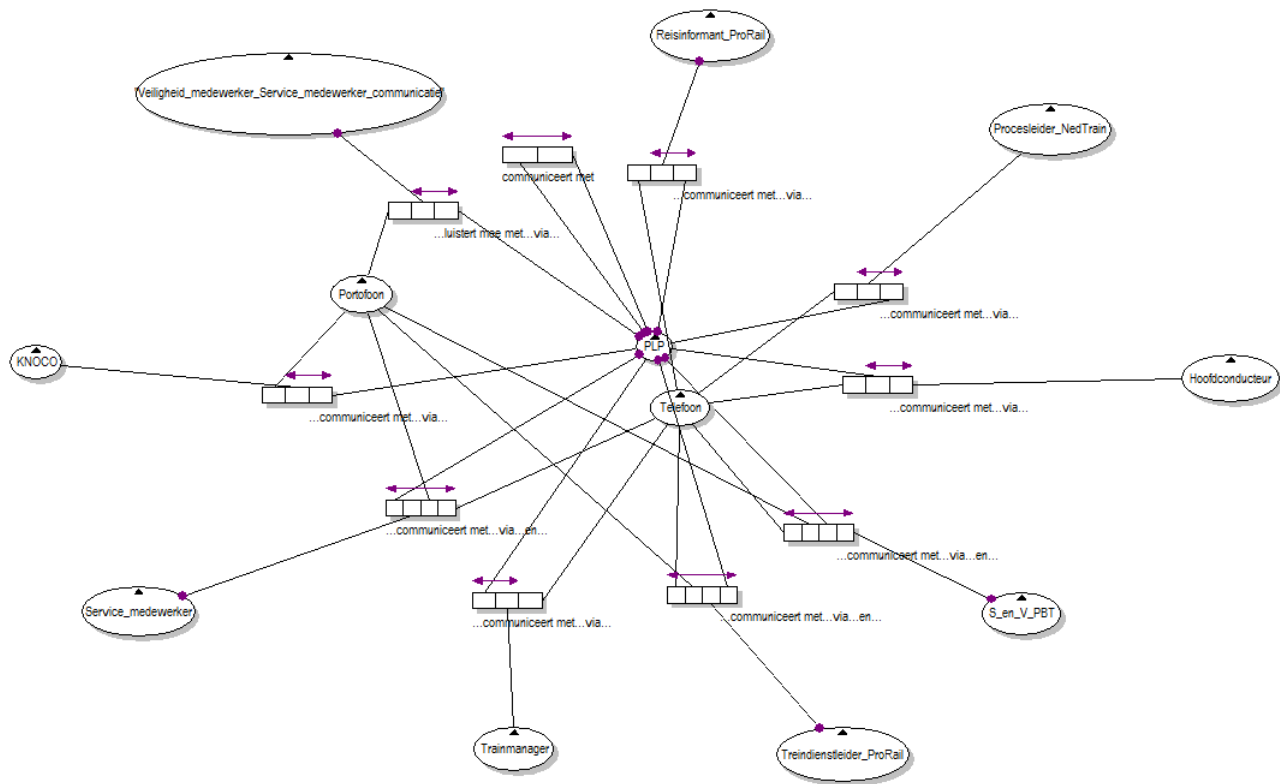 Reisinformant_ProRail
"Veiligheid_medewerker_Service_medewerker_communicatie"
Procesleider_NedTrain
communiceert met
...communiceert met...via...
...luistert mee met...via...
Portofoon
...communiceert met...via...
PLP
KNOCO
Hoofdconducteur
Telefoon
...communiceert met...via...
...communiceert met...via...
...communiceert met...via...en...
...communiceert met...via...en...
Service_medewerker
...communiceert met...via...
...communiceert met...via...en...
S_en_V_PBT
Trainmanager
Treindienstleider_ProRail